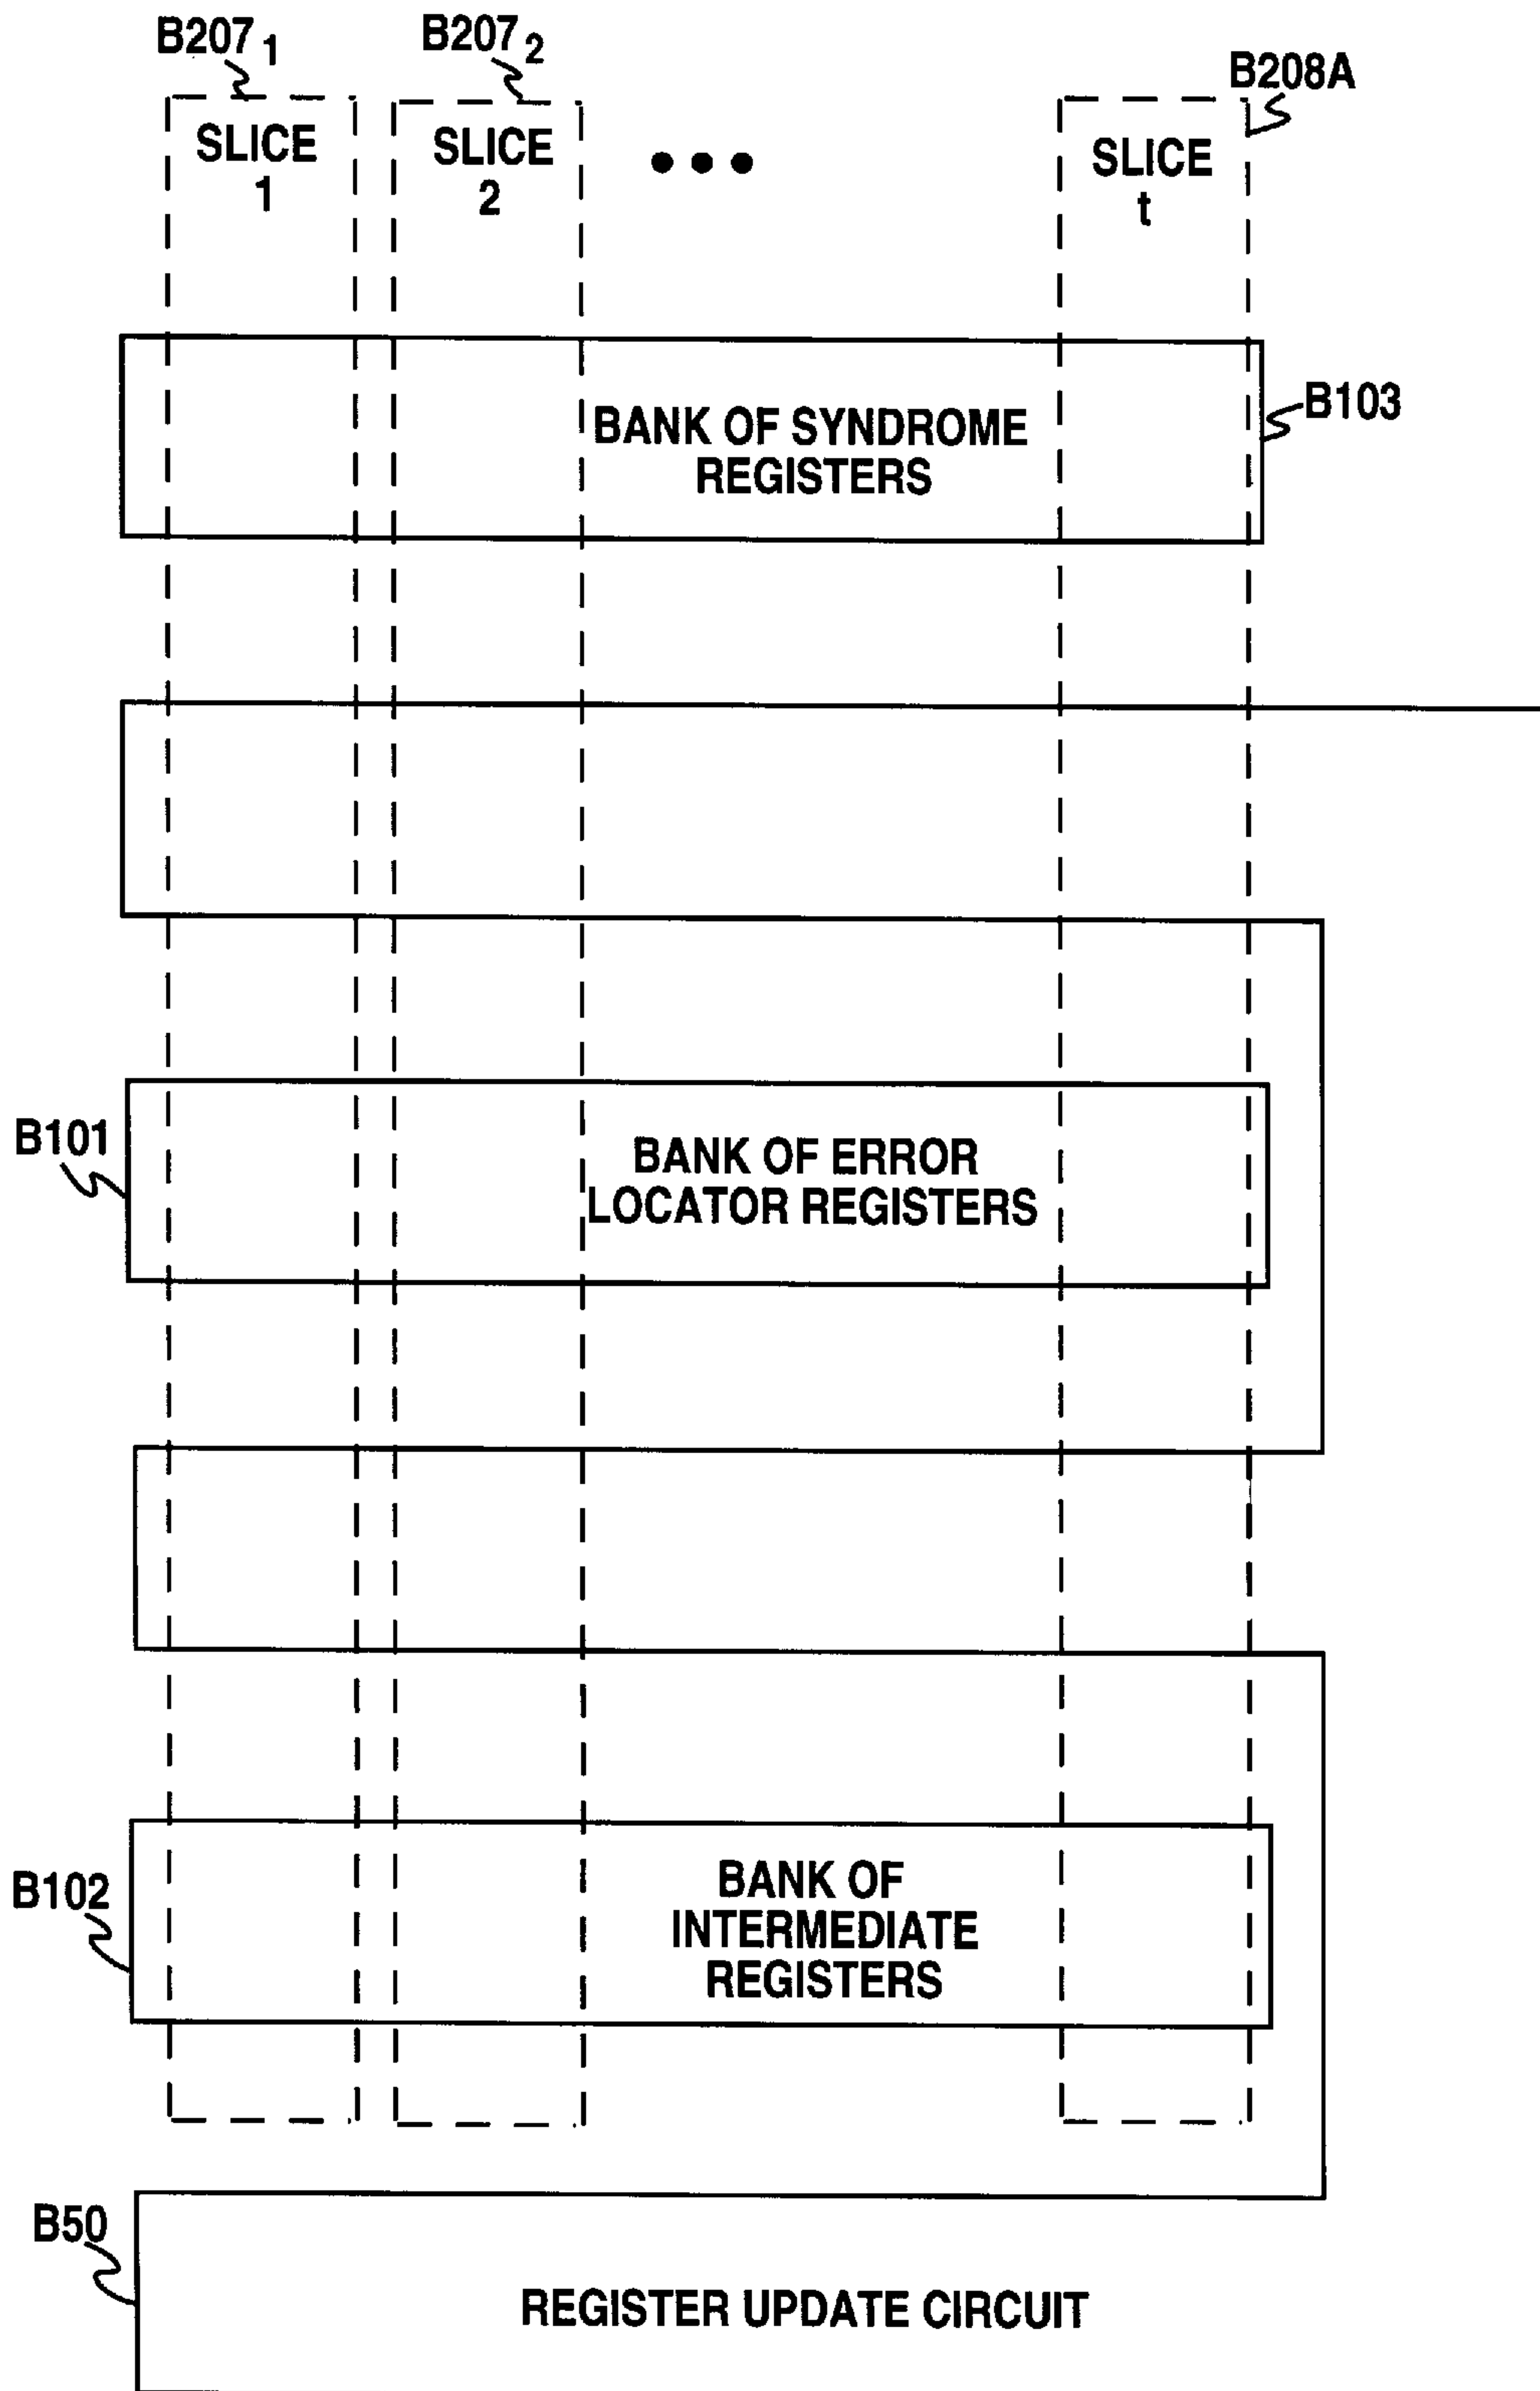 B207 1
B207 2
B208A
SLICE
1
SLICE
2
•••
SLICE
t
BANK OF SYNDROME
REGISTERS
B103
B101
BANK OF ERROR
LOCATOR REGISTERS
B102
BANK OF
INTERMEDIATE
REGISTERS
B50
REGISTER UPDATE CIRCUIT